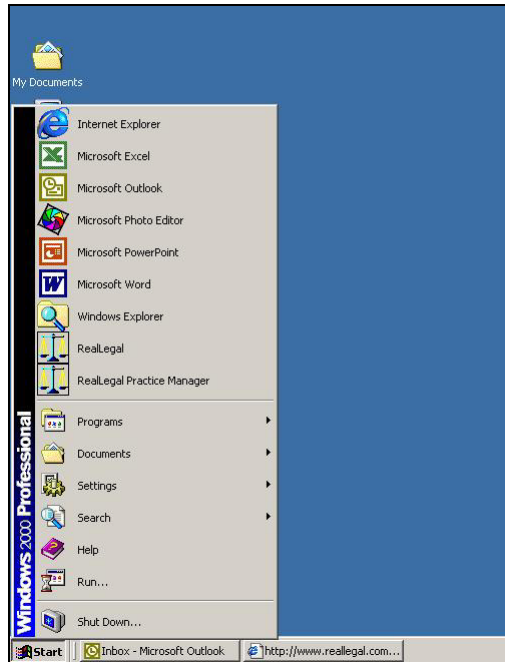 My Documents
Internet Explorer
Microsoft Excel
Microsoft Outlook
Microsoft Photo Editor
Microsoft PowerPoint
Microsoft Word
Windows Explorer
RealLegal
RealLegal Practice Manager
Programs
Documents
Settings
Search
Help
Run...
Shut Down...
Windows 2000 Professional
Start
Inbox - Microsoft Outlook
http://www.reallegal.com...